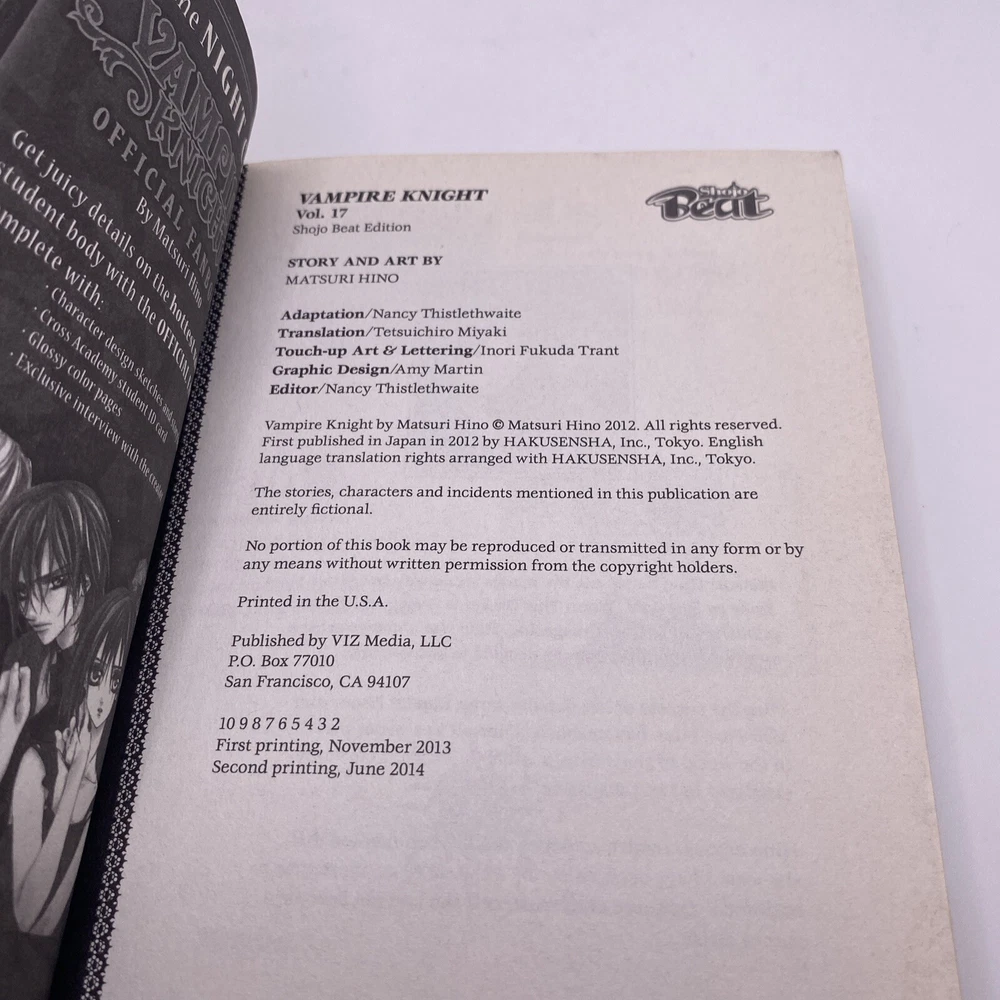 the NIGHT
VAMPIRE
KNIGHT
OFFICIAL
By Matsuri Hino
Get juicy details on the hottest
student body with the OFFICIAL
complete with:
· Character design sketches and
· Cross Academy student ID card
· Glossy color pages
· Exclusive interview with the creator
VAMPIRE KNIGHT
Vol. 17
Shojo Beat Edition
Shojo
Beat
STORY AND ART BY
MATSURI HINO
Adaptation/Nancy Thistlethwaite
Translation/Tetsuichiro Miyaki
Touch-up Art & Lettering/Inori Fukuda Trant
Graphic Design/Amy Martin
Editor/Nancy Thistlethwaite
Vampire Knight by Matsuri Hino © Matsuri Hino 2012. All rights reserved.
First published in Japan in 2012 by HAKUSENSHA, Inc., Tokyo. English
language translation rights arranged with HAKUSENSHA, Inc., Tokyo.
The stories, characters and incidents mentioned in this publication are
entirely fictional.
No portion of this book may be reproduced or transmitted in any form or by
any means without written permission from the copyright holders.
Printed in the U.S.A.
Published by VIZ Media, LLC
P.O. Box 77010
San Francisco, CA 94107
10 9 8 7 6 5 4 3 2
First printing, November 2013
Second printing, June 2014